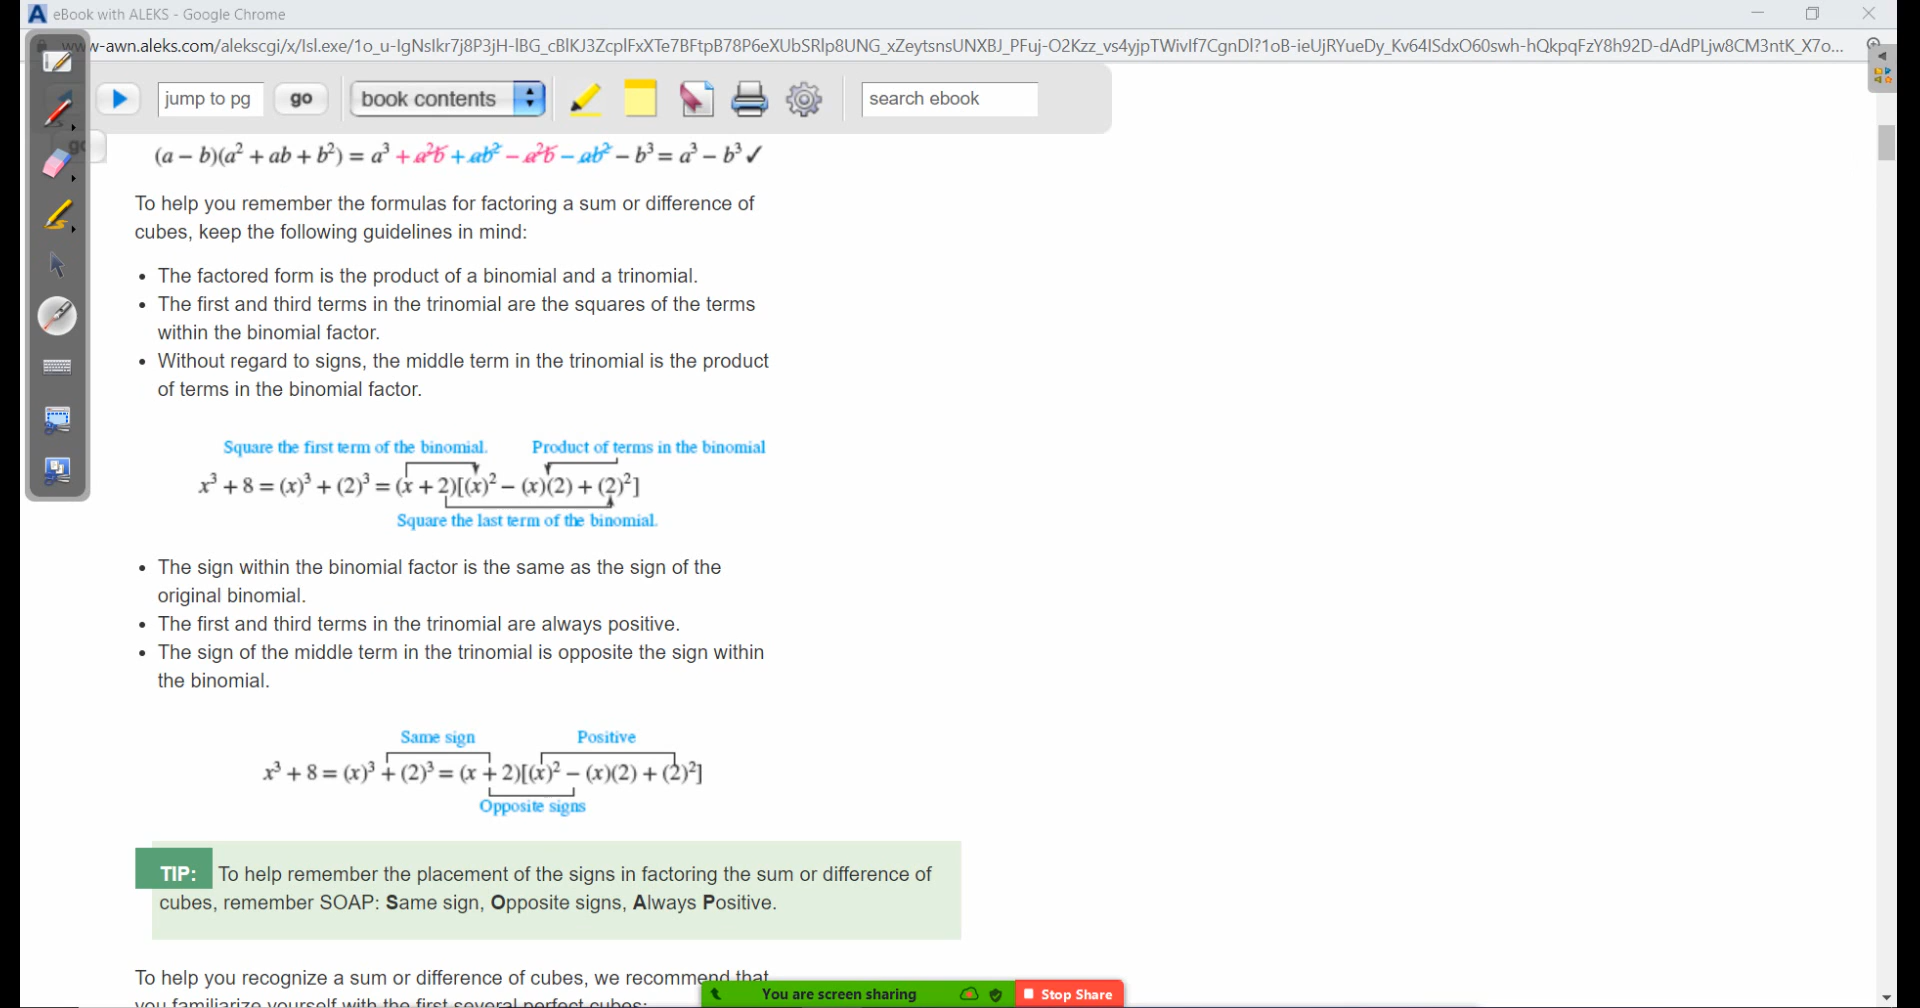 eBook with ALEKS - Google Chrome
jump to pg
go
book contents
search ebook
(a − b)(a² + ab + b²) = a³ + a²b + ab² − a²b − ab² − b³ = a³ − b³ ✓
To help you remember the formulas for factoring a sum or difference of
cubes, keep the following guidelines in mind:
• The factored form is the product of a binomial and a trinomial.
• The first and third terms in the trinomial are the squares of the terms
within the binomial factor.
• Without regard to signs, the middle term in the trinomial is the product
of terms in the binomial factor.
Square the first term of the binomial. Product of terms in the binomial
x³ + 8 = (x)³ + (2)³ = (x + 2)[(x)² − (x)(2) + (2)²]
Square the last term of the binomial.
• The sign within the binomial factor is the same as the sign of the
original binomial.
• The first and third terms in the trinomial are always positive.
• The sign of the middle term in the trinomial is opposite the sign within
the binomial.
Same sign Positive
x³ + 8 = (x)³ + (2)³ = (x + 2)[(x)² − (x)(2) + (2)²]
Opposite signs
TIP: To help remember the placement of the signs in factoring the sum or difference of
cubes, remember SOAP: Same sign, Opposite signs, Always Positive.
To help you recognize a sum or difference of cubes, we recommend that
you familiarize yourself with the first several perfect cubes:
You are screen sharing
Stop Share